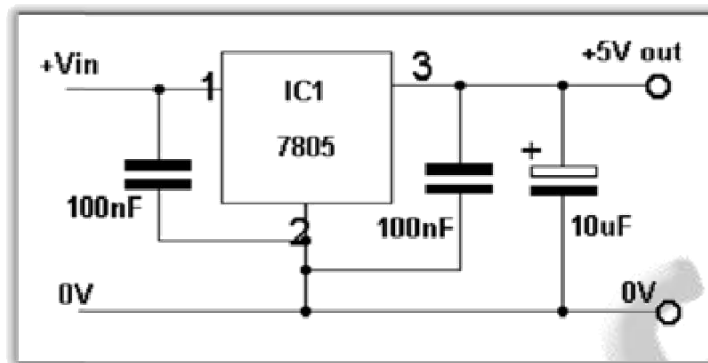 +Vin
1
IC1
7805
3
+5V out
100nF
2
100nF
+
10uF
0V
0V